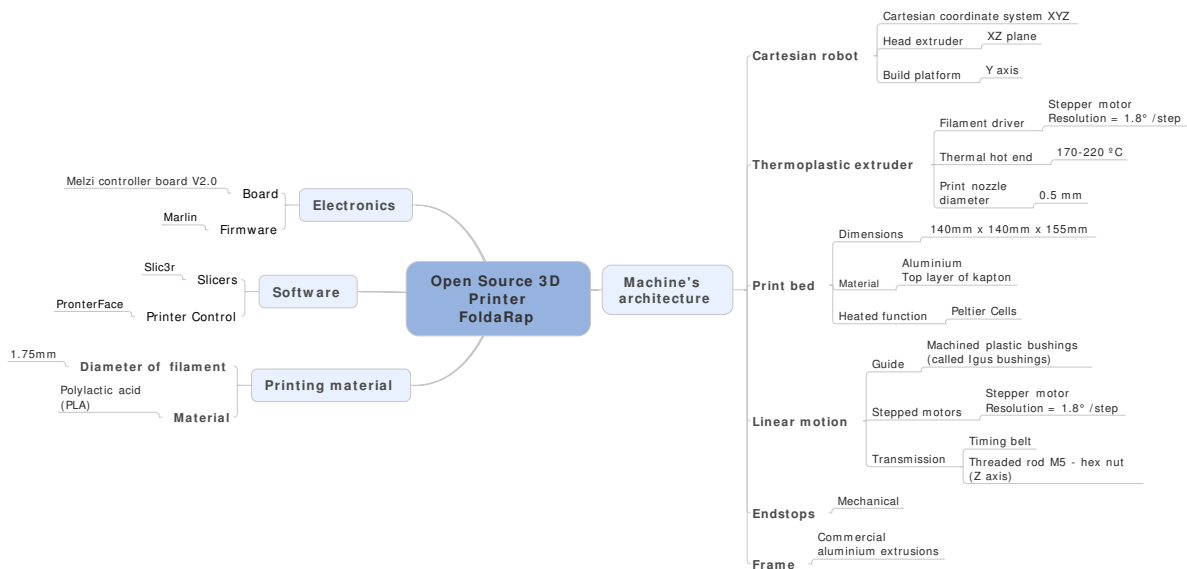 Open Source 3D
Printer
FoldaRap
Electronics
Board
Melzi controller board V2.0
Firmware
Marlin
Software
Slicers
Slic3r
Printer Control
PronterFace
Printing material
Diameter of filament
1.75mm
Material
Polylactic acid
(PLA)
Machine's
architecture
Cartesian robot
Cartesian coordinate system XYZ
Head extruder
XZ plane
Build platform
Y axis
Thermoplastic extruder
Filament driver
Stepper motor
Resolution = 1.8° /step
Thermal hot end
170-220 ºC
Print nozzle
diameter
0.5 mm
Print bed
Dimensions
140mm x 140mm x 155mm
Material
Aluminium
Top layer of kapton
Heated function
Peltier Cells
Linear motion
Guide
Machined plastic bushings
(called Igus bushings)
Stepped motors
Stepper motor
Resolution = 1.8° /step
Transmission
Timing belt
Threaded rod M5 - hex nut
(Z axis)
Endstops
Mechanical
Frame
Commercial
aluminium extrusions